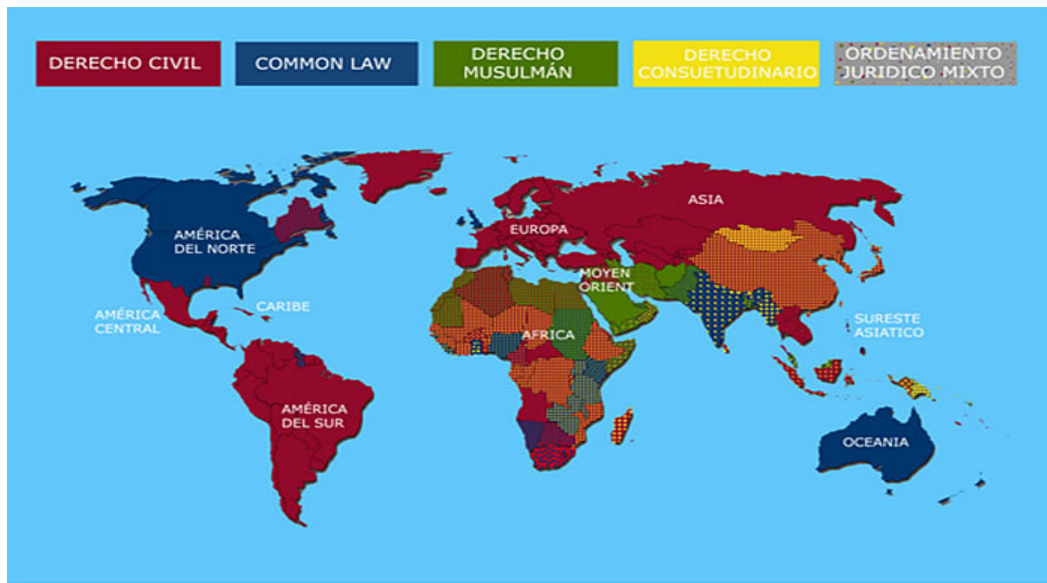 DERECHO CIVIL
COMMON LAW
DERECHO
MUSULMÁN
DERECHO
CONSUETUDINARIO
ORDENAMIENTO
JURIDICO MIXTO
AMÉRICA
DEL NORTE
AMÉRICA
CENTRAL
CARIBE
AMÉRICA
DEL SUR
EUROPA
ASIA
MOYEN
ORIENT
AFRICA
SURESTE
ASIATICO
OCEANIA